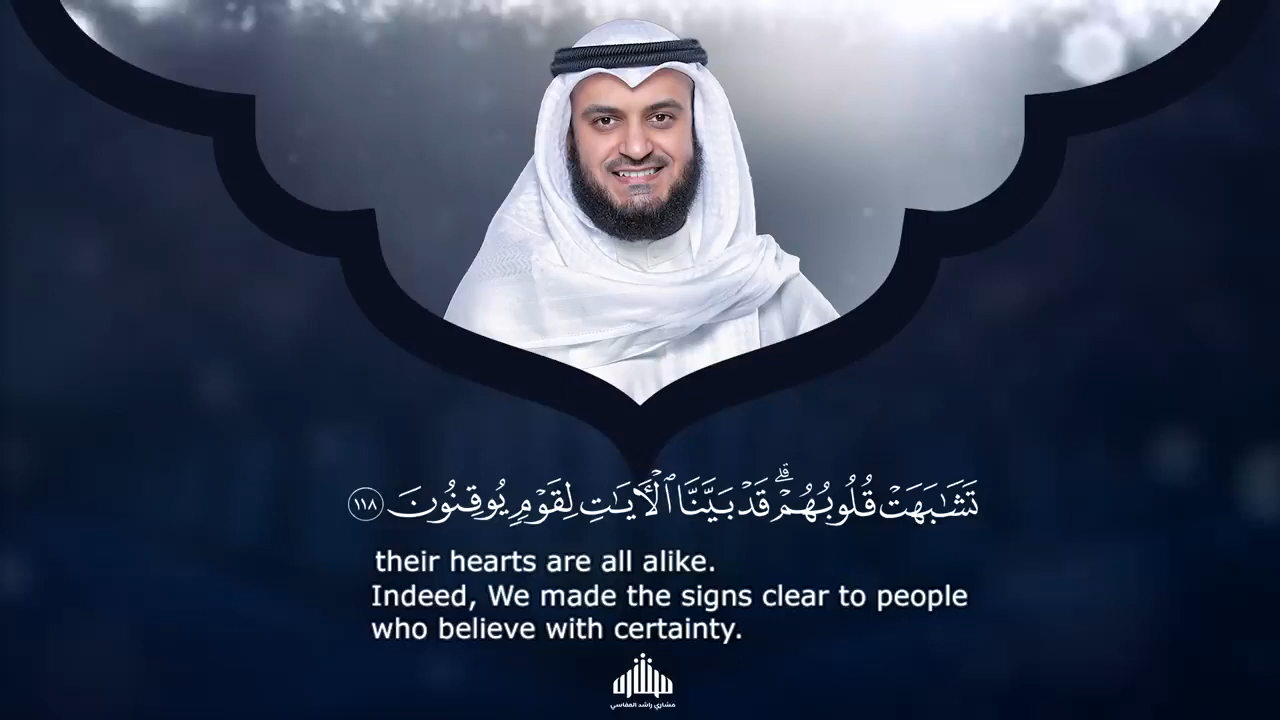 تَشَٰبَهَتْ قُلُوبُهُمْ ۗ قَدْ بَيَّنَّا ٱلْـَٔايَٰتِ لِقَوْمٍ يُوقِنُونَ ١١٨
their hearts are all alike.
Indeed, We made the signs clear to people
who believe with certainty.
مشاري راشد العفاسي